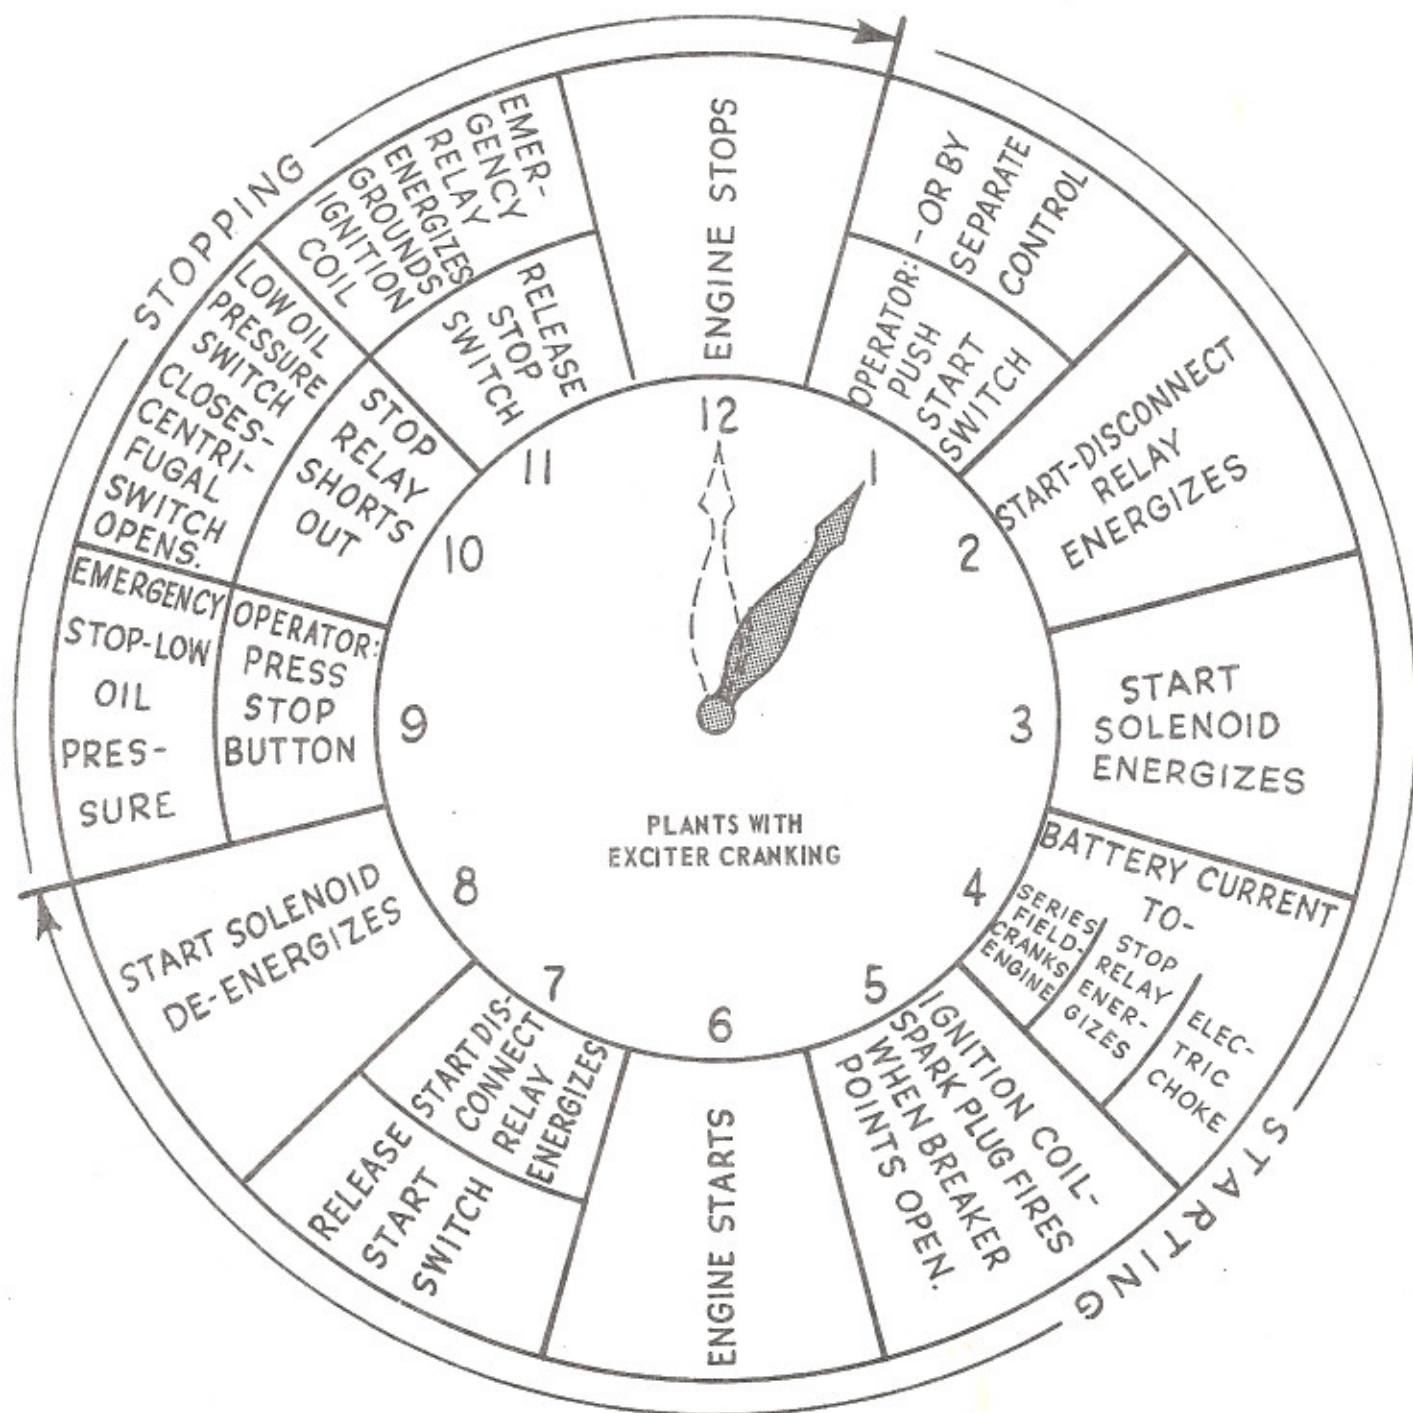 STOPPING
STARTING
ENGINE STOPS
- OR BY
SEPARATE
CONTROL
OPERATOR:
PUSH
START
SWITCH
START-DISCONNECT
RELAY
ENERGIZES
START
SOLENOID
ENERGIZES
BATTERY CURRENT
TO-
SERIES
FIELD-
CRANKS
ENGINE
STOP
RELAY
ENER-
GIZES
ELEC-
TRIC
CHOKE
IGNITION COIL-
SPARK PLUG FIRES
WHEN BREAKER
POINTS OPEN.
ENGINE STARTS
START DIS-
CONNECT
RELAY
ENERGIZES
RELEASE
START
SWITCH
START SOLENOID
DE-ENERGIZES
EMERGENCY
STOP-LOW
OIL
PRES-
SURE
OPERATOR:
PRESS
STOP
BUTTON
LOW OIL
PRESSURE
SWITCH
CLOSES-
CENTRI-
FUGAL
SWITCH
OPENS.
STOP
RELAY
SHORTS
OUT
EMER-
GENCY
RELAY
ENERGIZES
GROUNDS
IGNITION
COIL
RELEASE
STOP
SWITCH
12
1
2
3
4
5
6
7
8
9
10
11
PLANTS WITH
EXCITER CRANKING